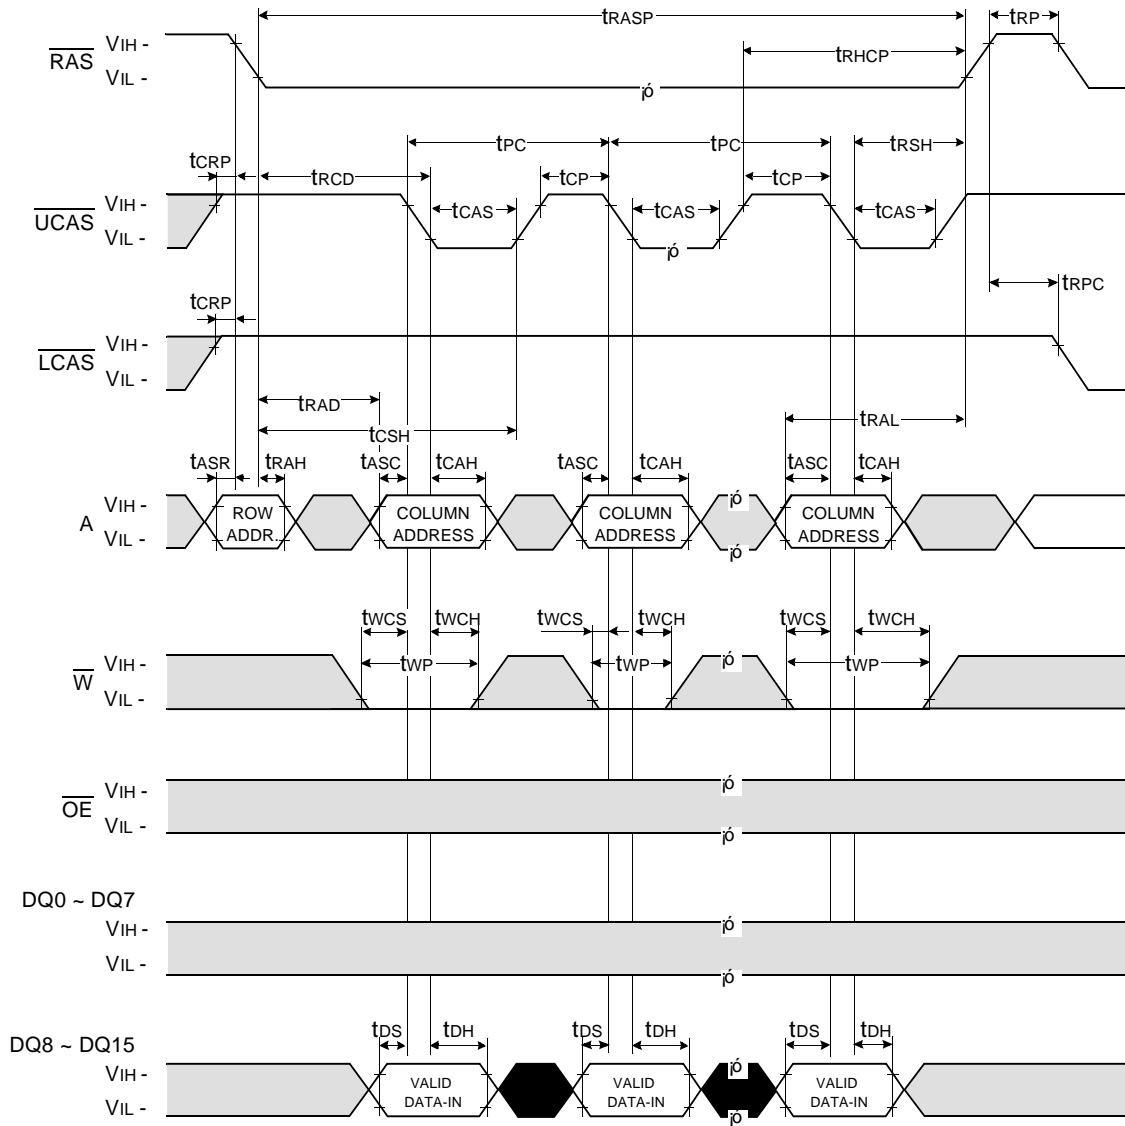 tRASP
tRP
RAS
VIH -
VIL -
tRHCP
¡ó
tPC
tPC
tRSH
tCRP
tRCD
tCP
tCP
UCAS
VIH -
VIL -
tCAS
tCAS
tCAS
¡ó
tRPC
tCRP
LCAS
VIH -
VIL -
tRAD
tCSH
tRAL
tASR
tRAH
tASC
tCAH
tASC
tCAH
tASC
tCAH
A
VIH -
VIL -
ROW
ADDR.
COLUMN
ADDRESS
COLUMN
ADDRESS
¡ó
¡ó
COLUMN
ADDRESS
tWCS
tWCH
tWCS
tWCH
tWCS
tWCH
W
VIH -
VIL -
tWP
tWP
¡ó
tWP
OE
VIH -
VIL -
¡ó
¡ó
DQ0 ~ DQ7
VIH -
VIL -
¡ó
¡ó
DQ8 ~ DQ15
tDS
tDH
tDS
tDH
tDS
tDH
VIH -
VIL -
VALID
DATA-IN
VALID
DATA-IN
¡ó
¡ó
VALID
DATA-IN